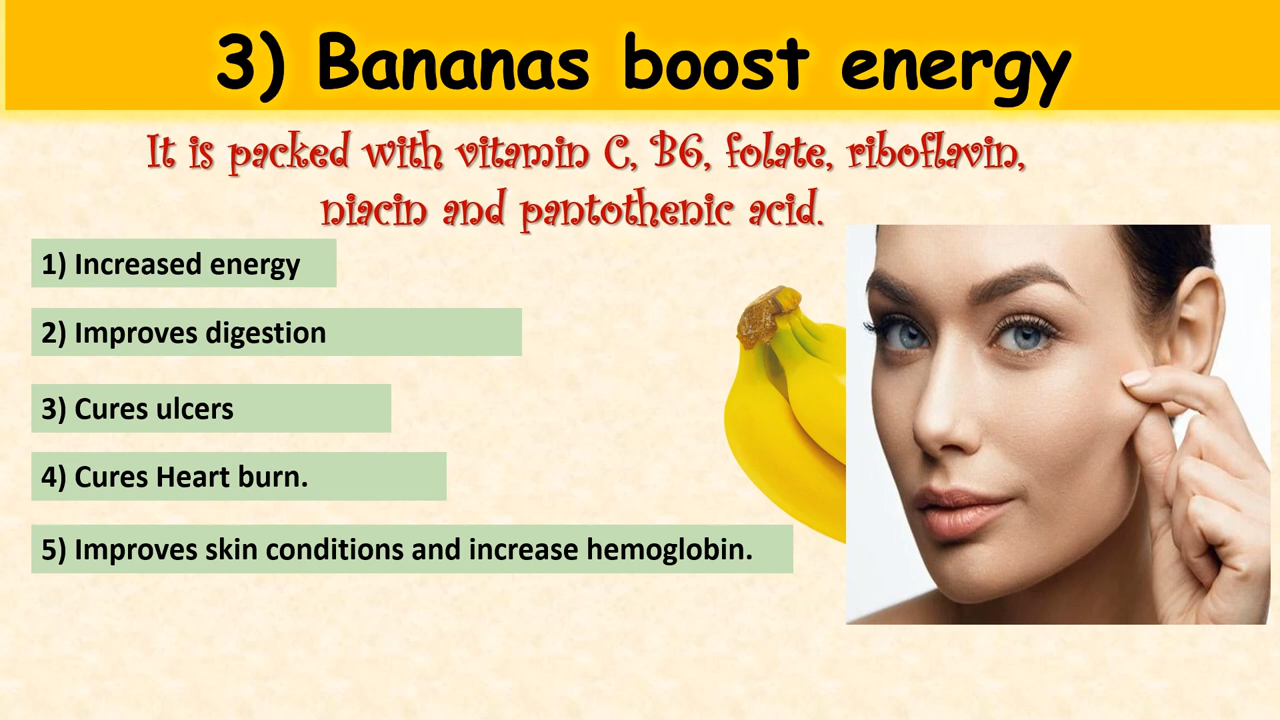 3) Bananas boost energy
It is packed with vitamin C, B6, folate, riboflavin,
niacin and pantothenic acid.
1) Increased energy
2) Improves digestion
3) Cures ulcers
4) Cures Heart burn.
5) Improves skin conditions and increase hemoglobin.